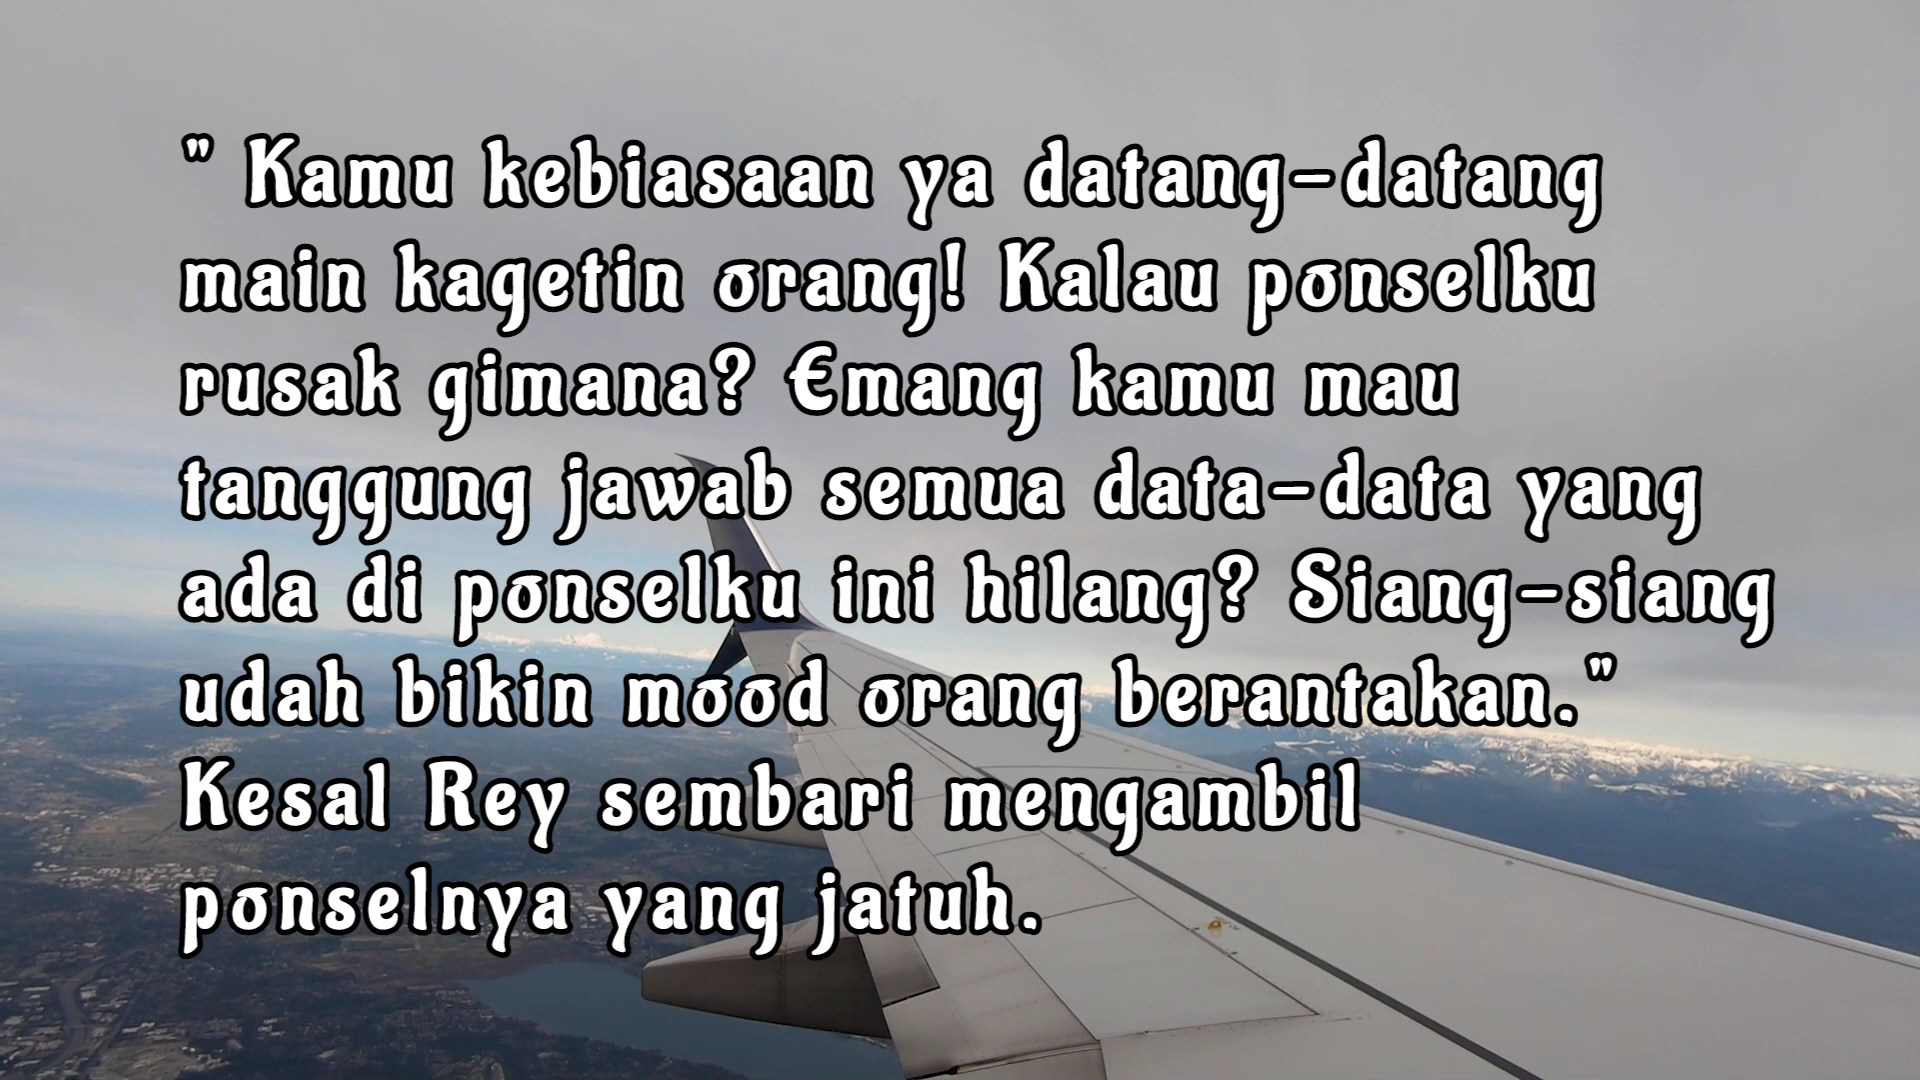 " Kamu kebiasaan ya datang-datang
main kagetin orang! Kalau ponselku
rusak gimana? Emang kamu mau
tanggung jawab semua data-data yang
ada di ponselku ini hilang? Siang-siang
udah bikin mood orang berantakan."
Kesal Rey sembari mengambil
ponselnya yang jatuh.